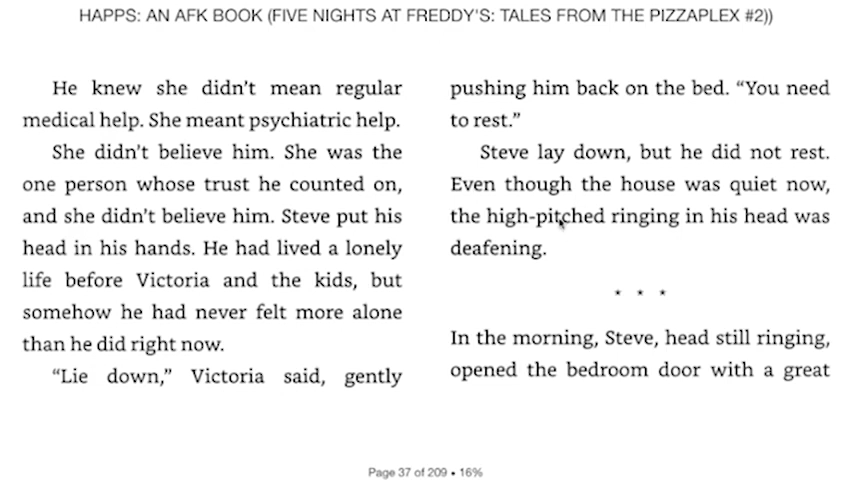 HAPPS: AN AFK BOOK (FIVE NIGHTS AT FREDDY'S: TALES FROM THE PIZZAPLEX #2))
He knew she didn’t mean regular
medical help. She meant psychiatric help.
She didn’t believe him. She was the
one person whose trust he counted on,
and she didn’t believe him. Steve put his
head in his hands. He had lived a lonely
life before Victoria and the kids, but
somehow he had never felt more alone
than he did right now.
“Lie down,” Victoria said, gently
pushing him back on the bed. “You need
to rest.”
Steve lay down, but he did not rest.
Even though the house was quiet now,
the high-pitched ringing in his head was
deafening.
* * *
In the morning, Steve, head still ringing,
opened the bedroom door with a great
Page 37 of 209 • 16%